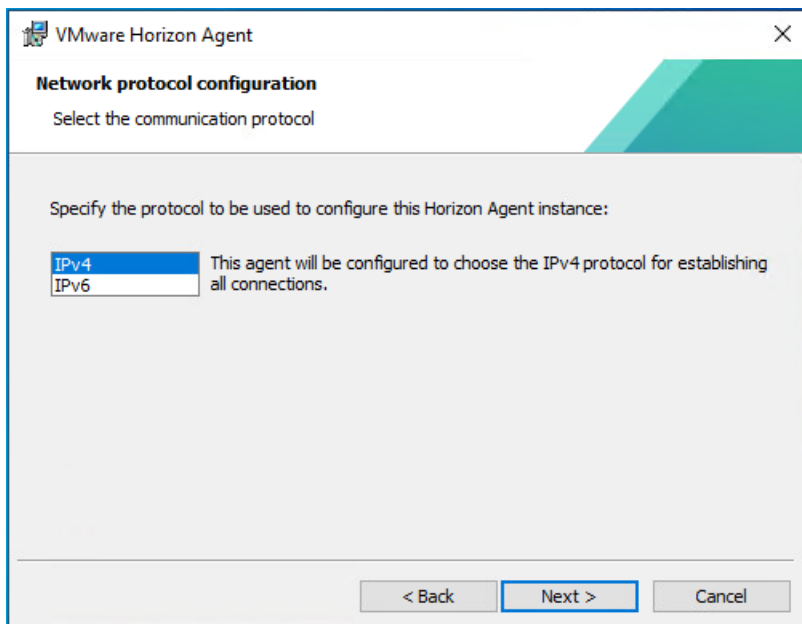 VMware Horizon Agent
Network protocol configuration
Select the communication protocol
Specify the protocol to be used to configure this Horizon Agent instance:
IPv4
IPv6
This agent will be configured to choose the IPv4 protocol for establishing
all connections.
< Back
Next >
Cancel